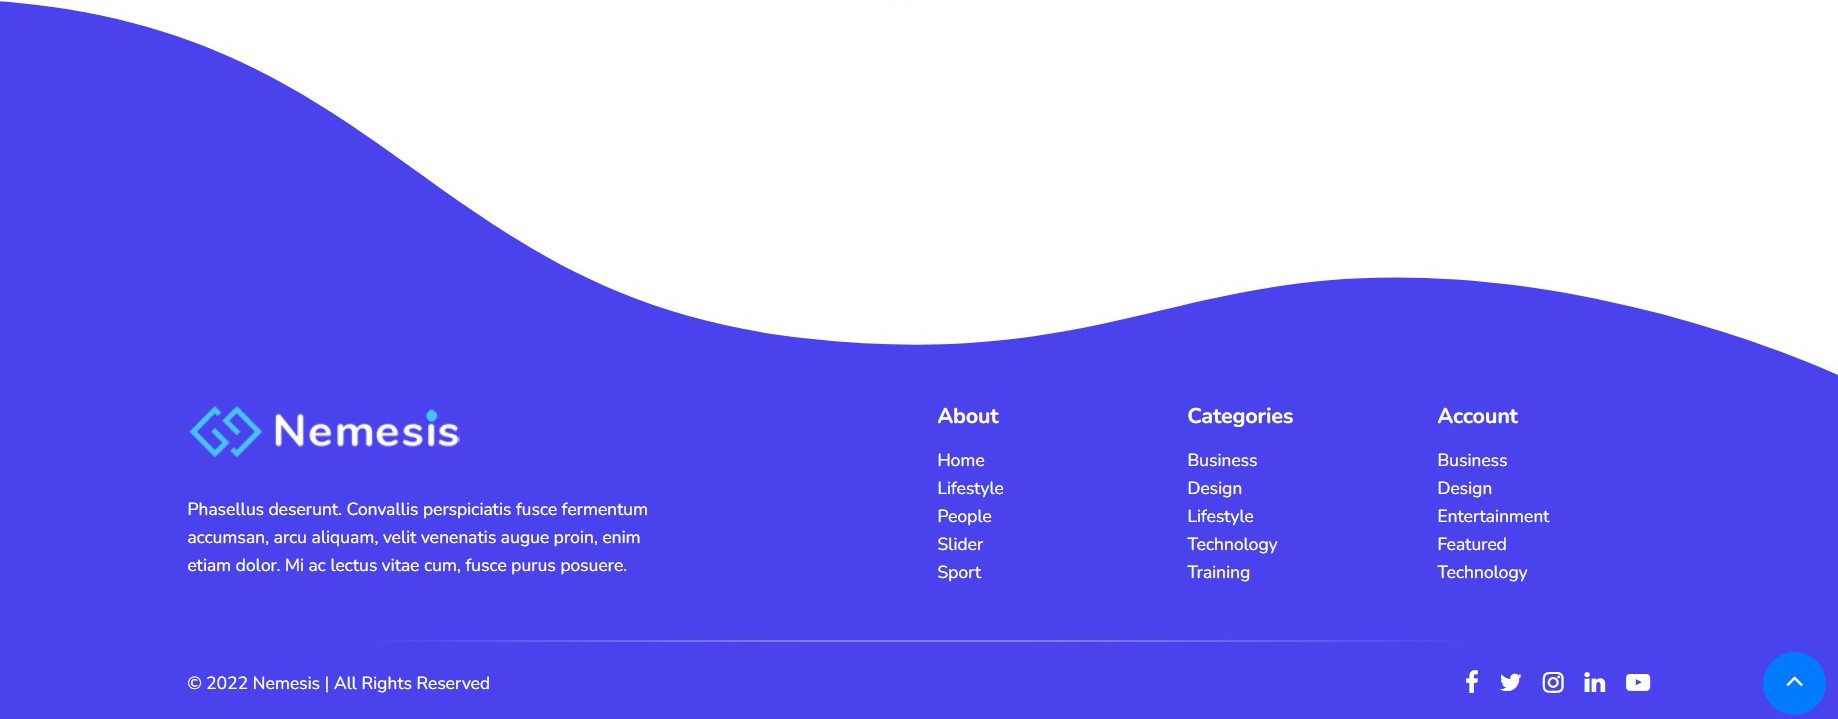 Nemesis
Phasellus deserunt. Convallis perspiciatis fusce fermentum
accumsan, arcu aliquam, velit venenatis augue proin, enim
etiam dolor. Mi ac lectus vitae cum, fusce purus posuere.
About
Home
Lifestyle
People
Slider
Sport
Categories
Business
Design
Lifestyle
Technology
Training
Account
Business
Design
Entertainment
Featured
Technology
© 2022 Nemesis | All Rights Reserved